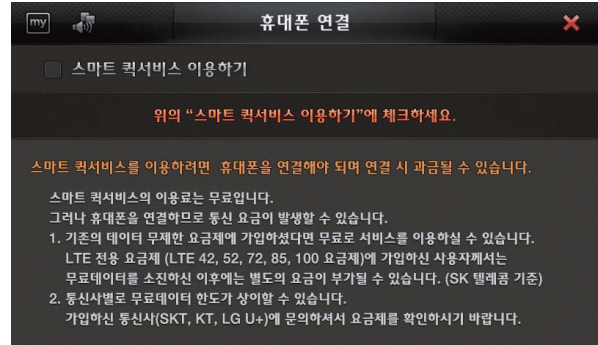 my 휴대폰 연결
스마트 퀵서비스 이용하기
위의 “스마트 퀵서비스 이용하기”에 체크하세요.
스마트 퀵서비스를 이용하려면 휴대폰을 연결해야 되며 연결 시 과금될 수 있습니다.
스마트 퀵서비스의 이용료는 무료입니다.
그러나 휴대폰을 연결하므로 통신 요금이 발생할 수 있습니다.
1. 기존의 데이터 무제한 요금제에 가입하셨다면 무료로 서비스를 이용하실 수 있습니다.
LTE 전용 요금제 (LTE 42, 52, 72, 85, 100 요금제)에 가입하신 사용자께서는
무료데이터를 소진하신 이후에는 별도의 요금이 부가될 수 있습니다. (SK 텔레콤 기준)
2. 통신사별로 무료데이터 한도가 상이할 수 있습니다.
가입하신 통신사(SKT, KT, LG U+)에 문의하셔서 요금제를 확인하시기 바랍니다.